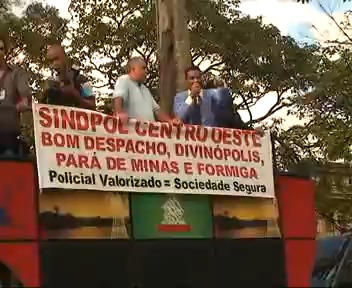 SINDPOL CENTRO OESTE
BOM DESPACHO, DIVINÓPOLIS,
PARÁ DE MINAS E FORMIGA
Policial Valorizado = Sociedade Segura